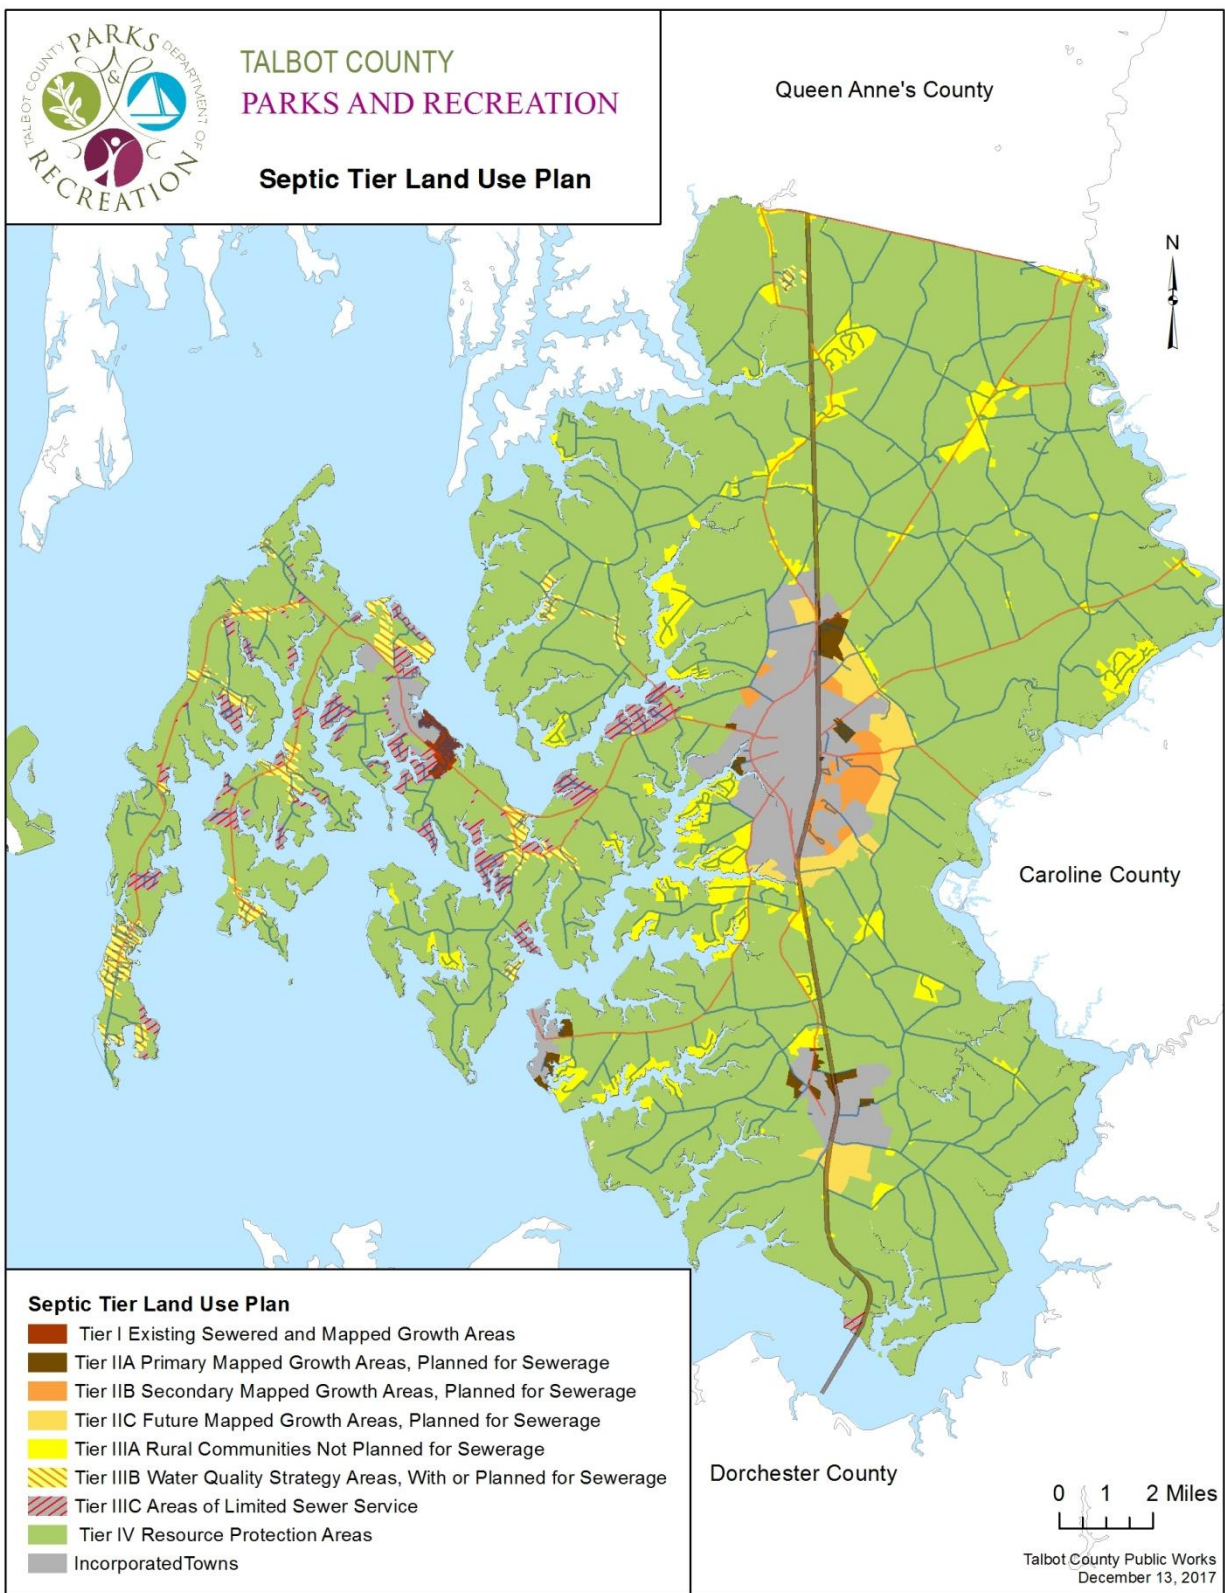 TALBOT COUNTY DEPARTMENT OF
PARKS
&
RECREATION
TALBOT COUNTY
PARKS AND RECREATION
Septic Tier Land Use Plan
Queen Anne's County
N
Caroline County
Dorchester County
Septic Tier Land Use Plan
Tier I Existing Sewered and Mapped Growth Areas
Tier IIA Primary Mapped Growth Areas, Planned for Sewerage
Tier IIB Secondary Mapped Growth Areas, Planned for Sewerage
Tier IIC Future Mapped Growth Areas, Planned for Sewerage
Tier IIIA Rural Communities Not Planned for Sewerage
Tier IIIB Water Quality Strategy Areas, With or Planned for Sewerage
Tier IIIC Areas of Limited Sewer Service
Tier IV Resource Protection Areas
IncorporatedTowns
0 1 2 Miles
Talbot County Public Works
December 13, 2017